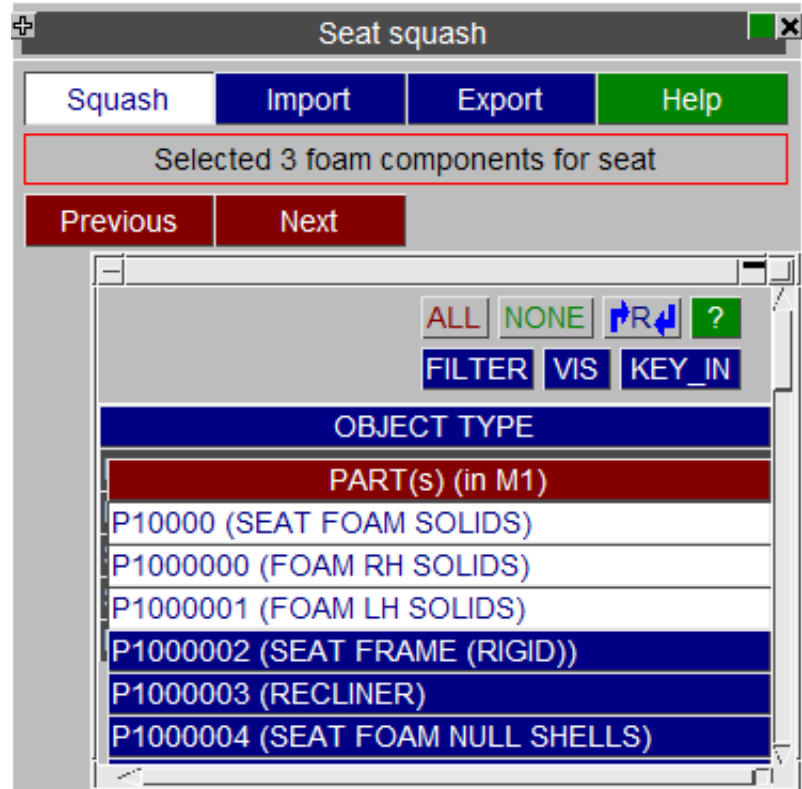 Seat squash
Squash Import Export Help
Selected 3 foam components for seat
Previous Next
ALL NONE R ?
FILTER VIS KEY_IN
OBJECT TYPE
PART(s) (in M1)
P10000 (SEAT FOAM SOLIDS)
P1000000 (FOAM RH SOLIDS)
P1000001 (FOAM LH SOLIDS)
P1000002 (SEAT FRAME (RIGID))
P1000003 (RECLINER)
P1000004 (SEAT FOAM NULL SHELLS)